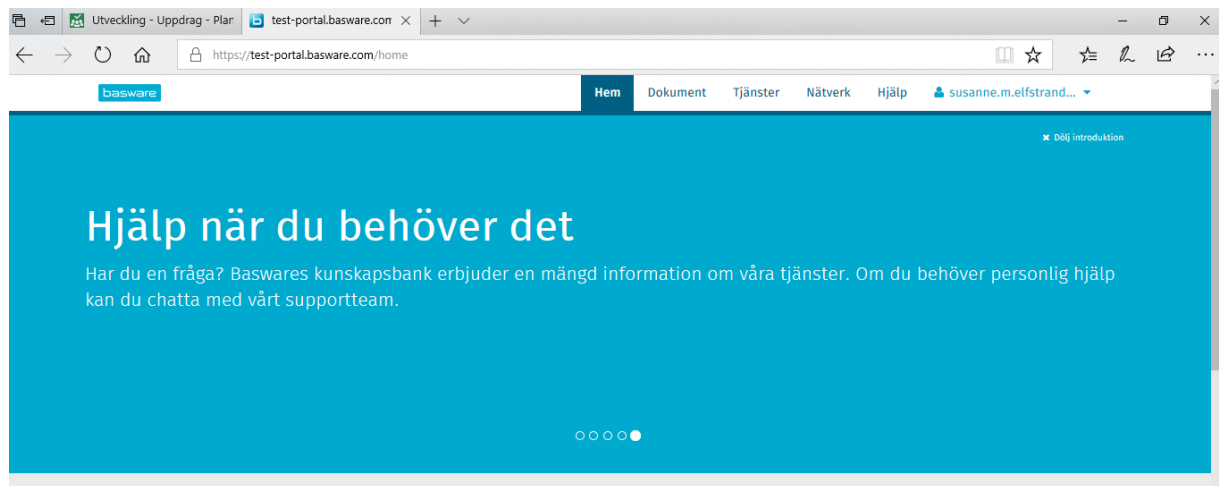 Utveckling - Uppdrag - Plan
test-portal.basware.com
https://test-portal.basware.com/home
basware
Hem Dokument Tjänster Nätverk Hjälp susanne.m.elfstrand...
Dölj introduktion
Hjälp när du behöver det
Har du en fråga? Baswares kunskapsbank erbjuder en mängd information om våra tjänster. Om du behöver personlig hjälp
kan du chatta med vårt supportteam.